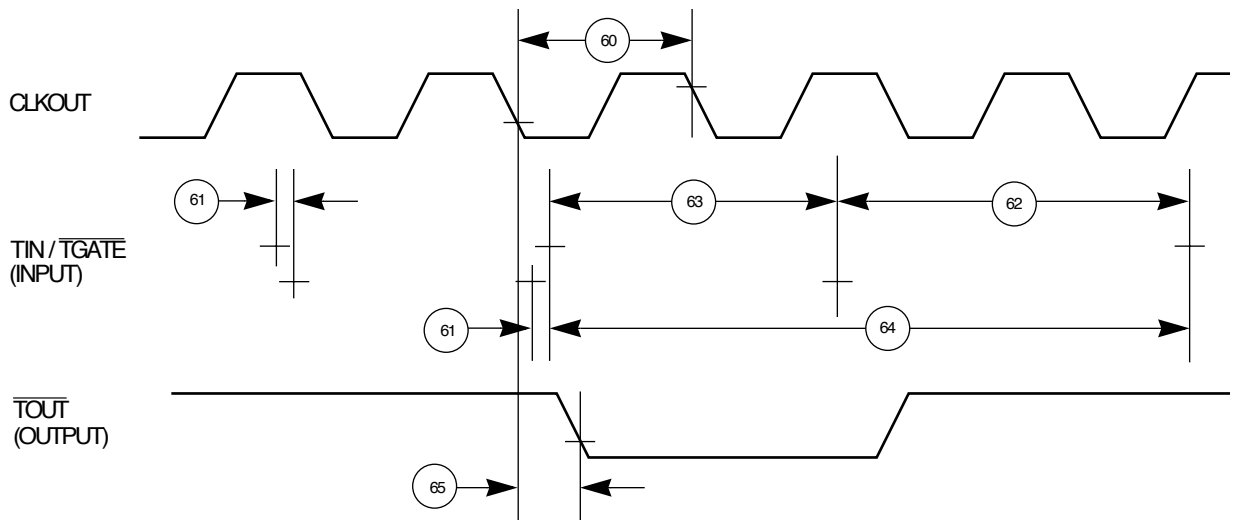 60
CLKOUT
61
63
62
TIN / TGATE
(INPUT)
61
64
TOUT
(OUTPUT)
65